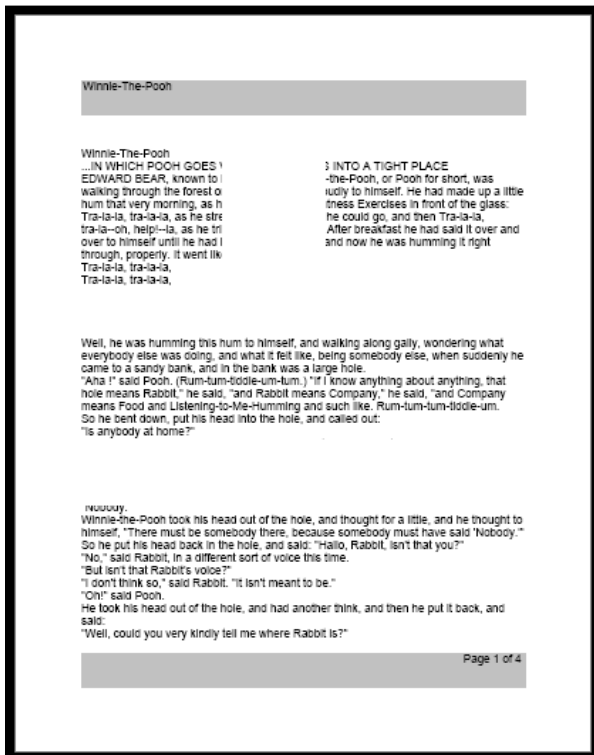 Winnie-The-Pooh
Winnie-The-Pooh
...IN WHICH POOH GOES INTO A TIGHT PLACE
EDWARD BEAR, known to -the-Pooh, or Pooh for short, was
walking through the forest to himself. He had made up a little
hum that very morning, as Exercises in front of the glass:
Tra-la-la, tra-la-la, as he he could go, and then Tra-la-la,
tra-la--oh, help!--la, as he After breakfast he had said it over and
over to himself until he had and now he was humming it right
through, properly. It went
Tra-la-la, tra-la-la,
Tra-la-la, tra-la-la,
Well, he was humming this hum to himself, and walking along gaily, wondering what
everybody else was doing, and what it felt like, being somebody else, when suddenly he
came to a sandy bank, and in the bank was a large hole.
"Aha !" said Pooh. (Rum-tum-tiddle-um-tum.) "If I know anything about anything, that
hole means Rabbit," he said, "and Rabbit means Company," he said, "and Company
means Food and Listening-to-Me-Humming and such like. Rum-tum-tum-tiddle-um.
So he bent down, put his head into the hole, and called out:
"Is anybody at home?"
Winnie-the-Pooh took his head out of the hole, and thought for a little, and he thought to
himself, "There must be somebody there, because somebody must have said 'Nobody.'"
So he put his head back in the hole, and said: "Hallo, Rabbit, isn't that you?"
"No," said Rabbit, in a different sort of voice this time.
"But isn't that Rabbit's voice?"
"I don't think so," said Rabbit. "It isn't meant to be."
"Oh!" said Pooh.
He took his head out of the hole, and had another think, and then he put it back, and
said:
"Well, could you very kindly tell me where Rabbit is?"
Page 1 of 4